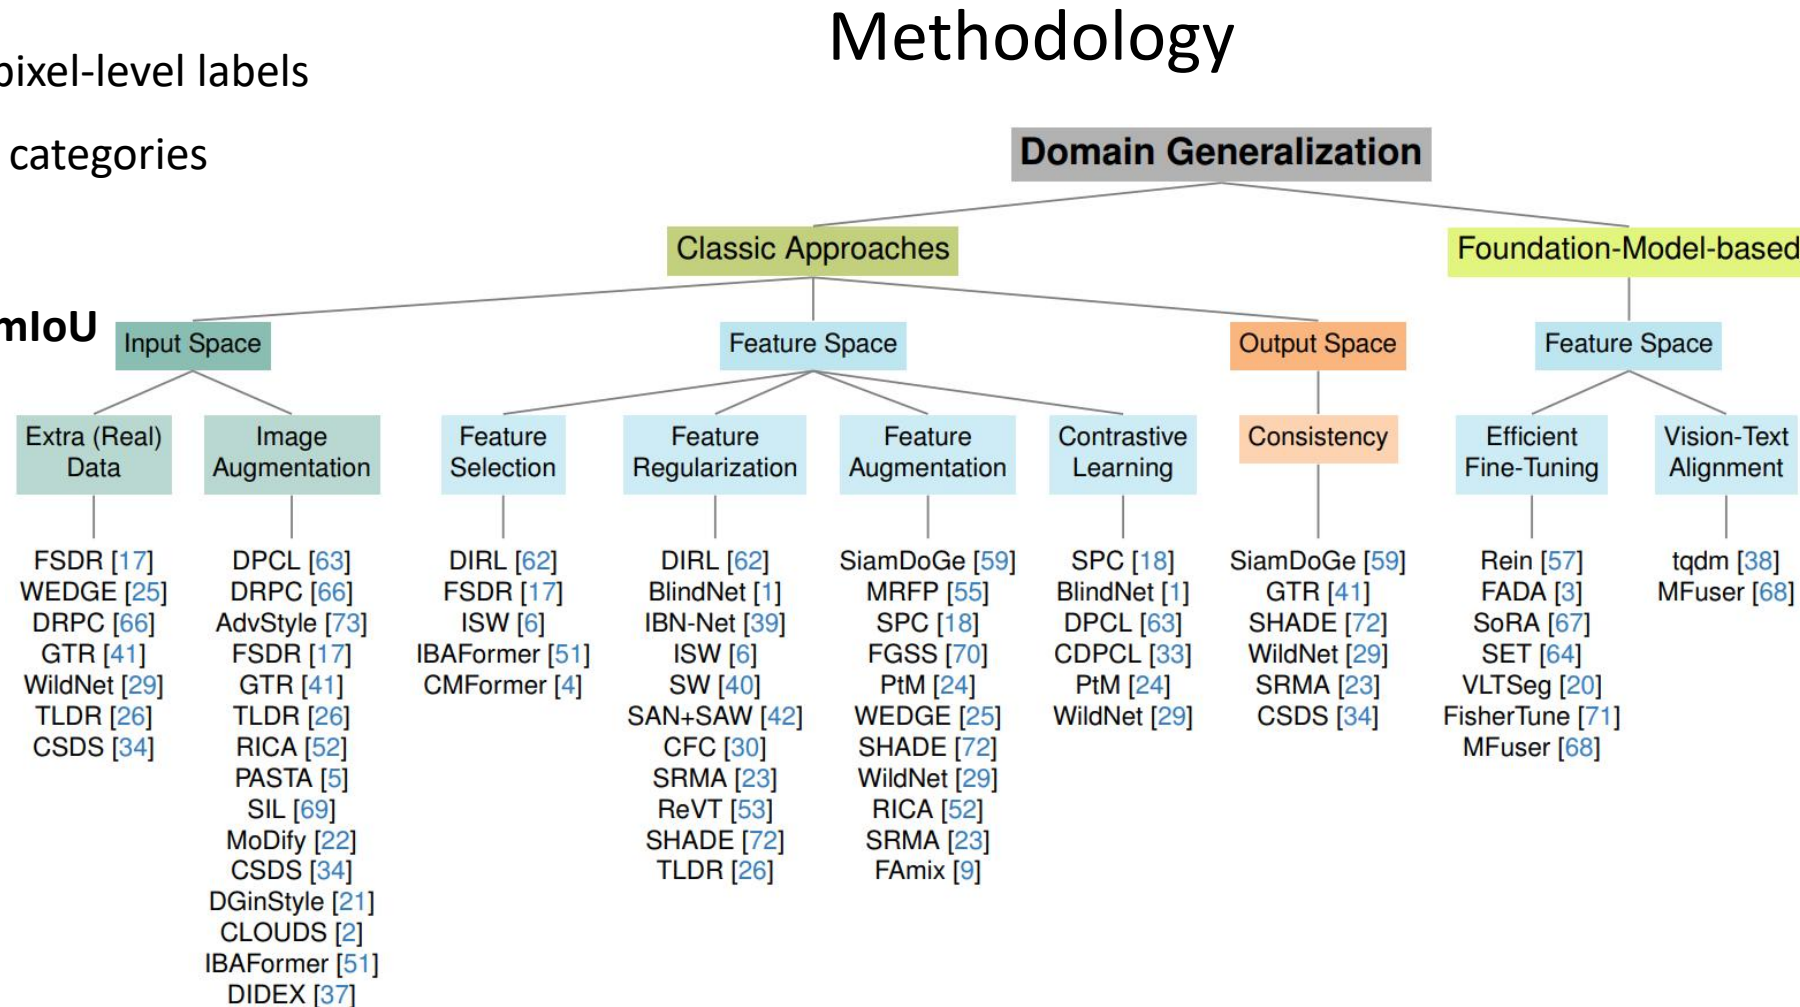 Methodology
pixel-level labels
categories
mIoU
Domain Generalization
Classic Approaches
Foundation-Model-based
Input Space
Feature Space
Output Space
Feature Space
Extra (Real)
Data
FSDR [17]
WEDGE [25]
DRPC [66]
GTR [41]
WildNet [29]
TLDR [26]
CSDS [34]
Image
Augmentation
DPCL [63]
DRPC [66]
AdvStyle [73]
FSDR [17]
GTR [41]
TLDR [26]
RICA [52]
PASTA [5]
SIL [69]
MoDify [22]
CSDS [34]
DGinStyle [21]
CLOUDS [2]
IBAFormer [51]
DIDEX [37]
Feature
Selection
DIRL [62]
FSDR [17]
ISW [6]
IBAFormer [51]
CMFormer [4]
Feature
Regularization
DIRL [62]
BlindNet [1]
IBN-Net [39]
ISW [6]
SW [40]
SAN+SAW [42]
CFC [30]
SRMA [23]
ReVT [53]
SHADE [72]
TLDR [26]
Feature
Augmentation
SiamDoGe [59]
MRFP [55]
SPC [18]
FGSS [70]
PtM [24]
WEDGE [25]
SHADE [72]
WildNet [29]
RICA [52]
SRMA [23]
FAmix [9]
Contrastive
Learning
SPC [18]
BlindNet [1]
DPCL [63]
CDPCL [33]
PtM [24]
WildNet [29]
Consistency
SiamDoGe [59]
GTR [41]
SHADE [72]
WildNet [29]
SRMA [23]
CSDS [34]
Efficient
Fine-Tuning
Rein [57]
FADA [3]
SoRA [67]
SET [64]
VLTSeg [20]
FisherTune [71]
MFuser [68]
Vision-Text
Alignment
tqdm [38]
MFuser [68]